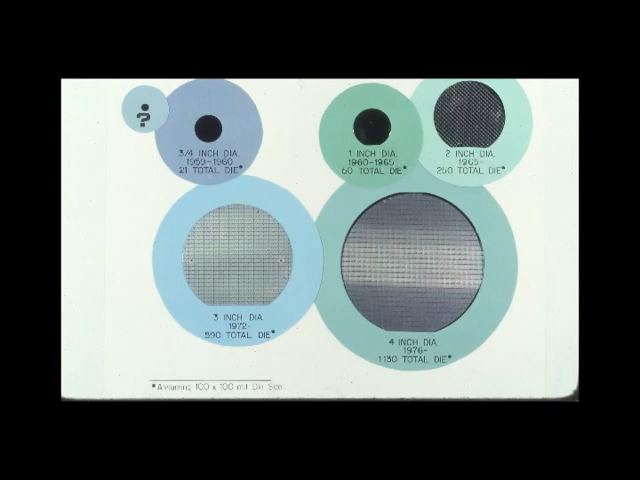 ?
3/4 INCH DIA.
1959-1960
21 TOTAL DIE*
1 INCH DIA.
1960-1965
60 TOTAL DIE*
2 INCH DIA.
1965-
250 TOTAL DIE*
3 INCH DIA.
1972-
590 TOTAL DIE*
4 INCH DIA.
1976-
1130 TOTAL DIE*
*Assuming 100 x 100 mil Die Size